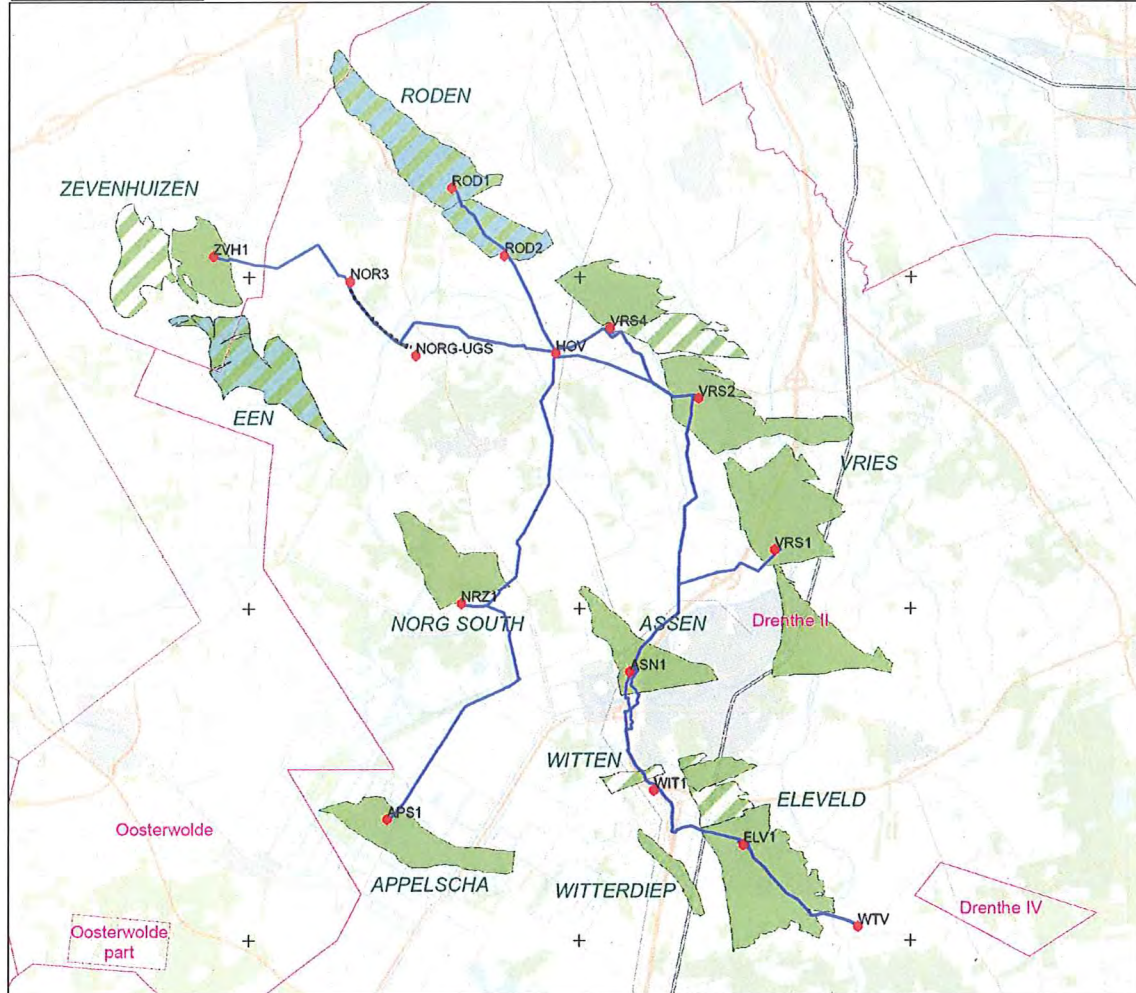 RODEN
ZEVENHUIZEN
ROD1
ZVH1
ROD2
NOR3
VRS4
NORG-UGS
HOV
EEN
VRS2
VRIES
VRS1
NRZ1
NORG SOUTH
ASSEN
Drenthe II
ASN1
WITTEN
WIT1
ELEVELD
APS1
Oosterwolde
ELV1
APPELSCHA
WITTERDIEP
Drenthe IV
WTV
Oosterwolde
part